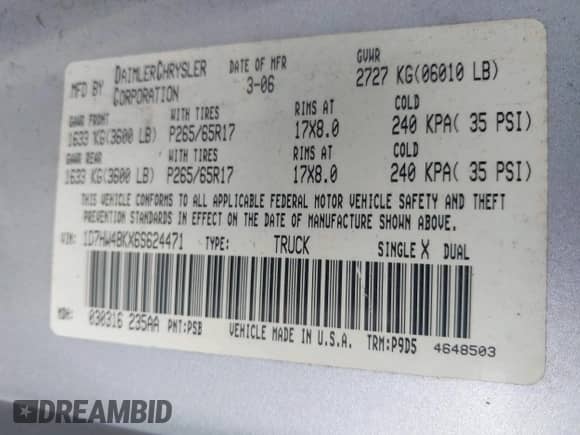 MFD BY DAIMLERCHRYSLER CORPORATION DATE OF MFR 3-06 GVWR 2727 KG(06010 LB)
GAWR FRONT WITH TIRES RIMS AT COLD
1633 KG(3600 LB) P265/65R17 17X8.0 240 KPA( 35 PSI)
GAWR REAR WITH TIRES RIMS AT COLD
1633 KG(3600 LB) P265/65R17 17X8.0 240 KPA( 35 PSI)
THIS VEHICLE CONFORMS TO ALL APPLICABLE FEDERAL MOTOR VEHICLE SAFETY AND THEFT
PREVENTION STANDARDS IN EFFECT ON THE DATE OF MANUFACTURE SHOWN ABOVE.
VIN: 1D7HW48KX6S624471 TYPE: TRUCK SINGLE X DUAL
MDH: 030316 235AA PNT:PSB VEHICLE MADE IN U.S.A. TRM:P9D5 4648503
DREAMBID